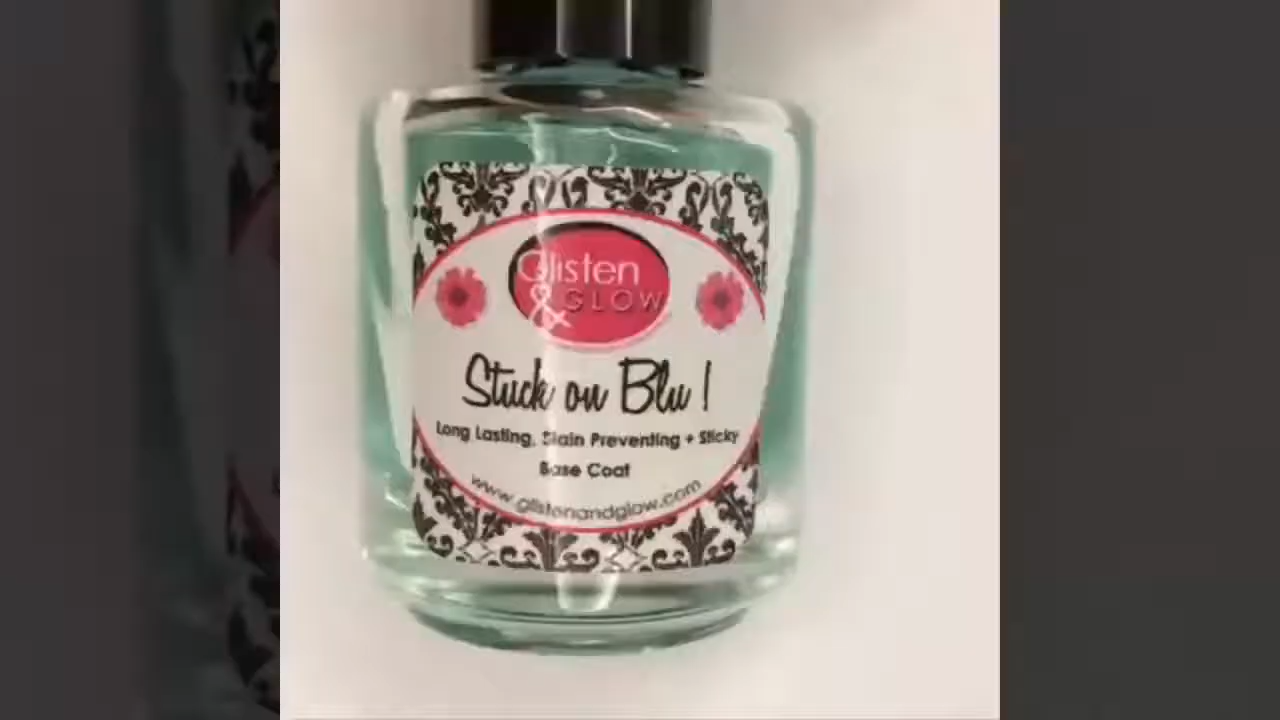 Glisten
& GLOW
Stuck on Blu !
Long Lasting, Stain Preventing + Sticky
Base Coat
www.glistenandglow.com